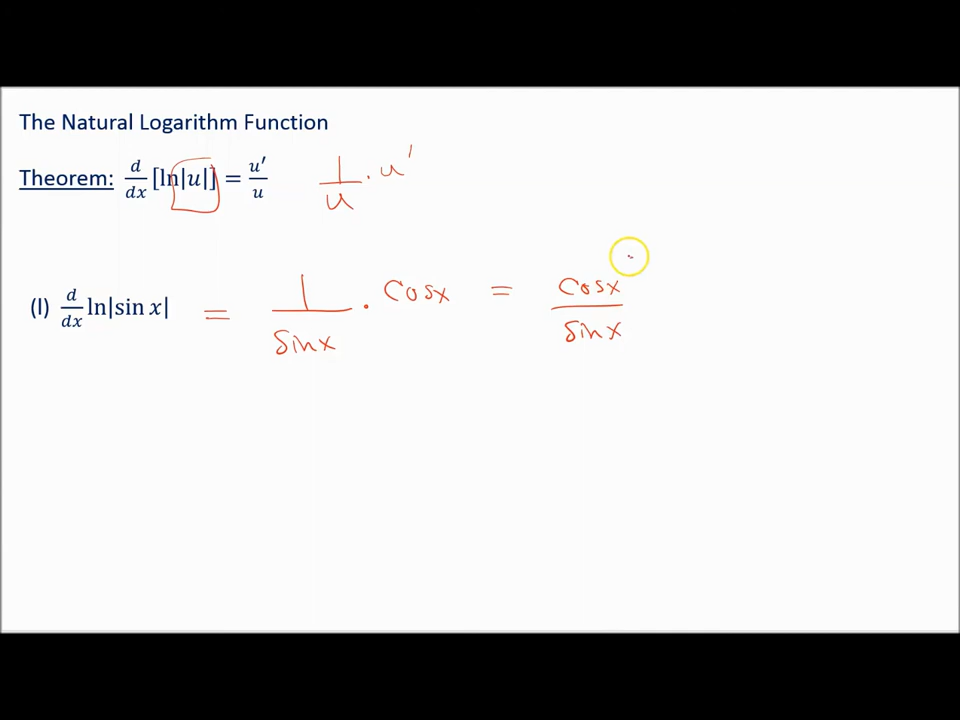 The Natural Logarithm Function
Theorem: d/dx [ln|u|] = u′/u    1/u · u'
(I) d/dx ln|sin x| = 1/sinx · cosx = cosx/sinx